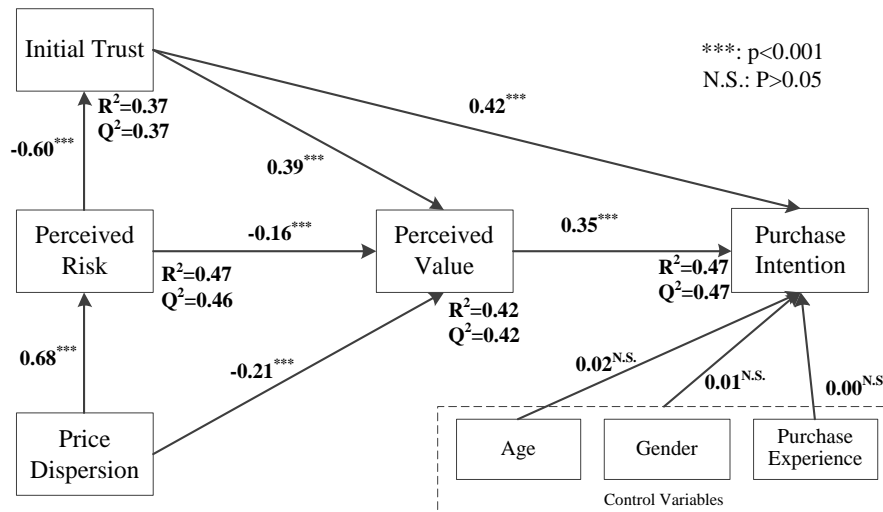 Initial Trust
***: p<0.001
N.S.: P>0.05
R²=0.37
Q²=0.37
0.42***
-0.60***
0.39***
Perceived
Risk
-0.16***
Perceived
Value
0.35***
Purchase
Intention
R²=0.47
Q²=0.46
R²=0.47
Q²=0.47
R²=0.42
Q²=0.42
0.68***
-0.21***
0.02N.S.
0.01N.S.
0.00N.S
Price
Dispersion
Age
Gender
Purchase
Experience
Control Variables